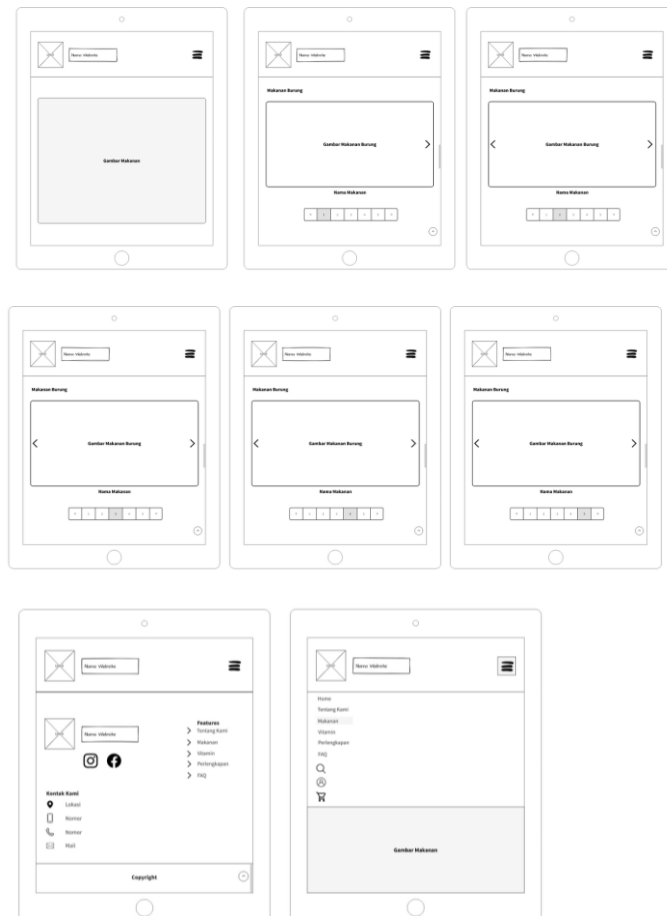 Nama Website
Gambar Makanan
Nama Website
Makanan Burung
Gambar Makanan Burung
Nama Makanan
Nama Website
Makanan Burung
Gambar Makanan Burung
Nama Makanan
Nama Website
Makanan Burung
Gambar Makanan Burung
Nama Makanan
Nama Website
Makanan Burung
Gambar Makanan Burung
Nama Makanan
Nama Website
Makanan Burung
Gambar Makanan Burung
Nama Makanan
Nama Website
Nama Website
Features
Tentang Kami
Makanan
Vitamin
Perlengkapan
FAQ
Kontak Kami
Lokasi
Nomor
Nomor
Mail
Copyright
Nama Website
Home
Tentang Kami
Makanan
Vitamin
Perlengkapan
FAQ
Gambar Makanan